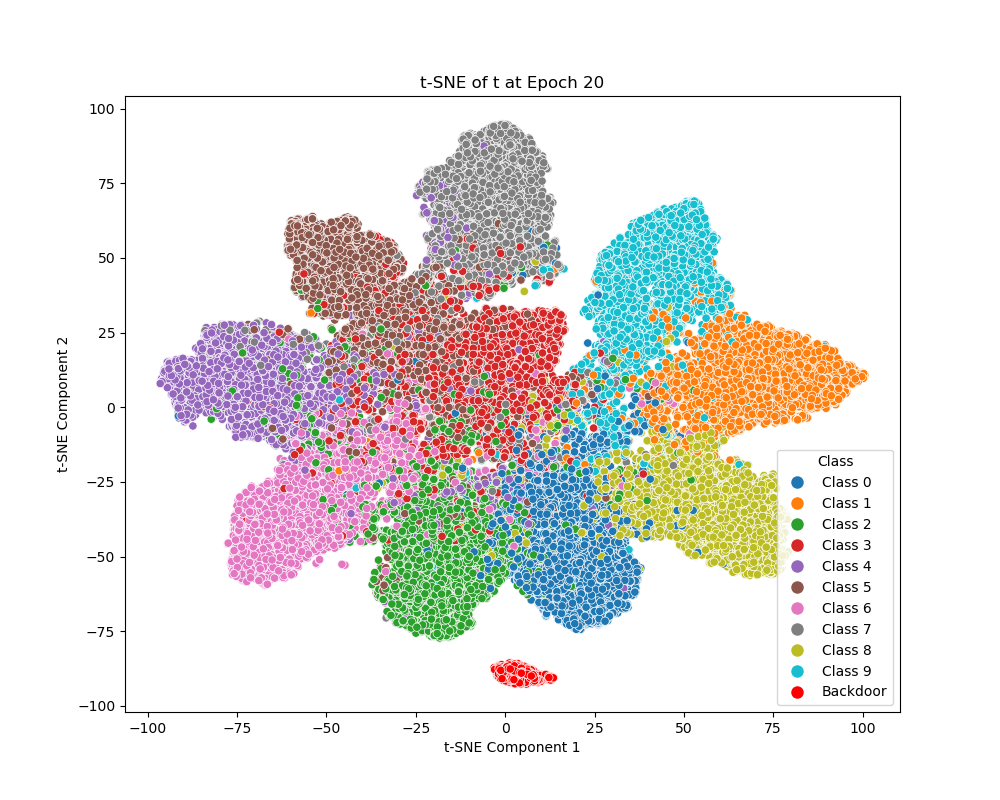 t-SNE of t at Epoch 20
t-SNE Component 2
100
75
50
25
0
−25
−50
−75
−100
−100
−75
−50
−25
0
25
50
75
100
t-SNE Component 1
Class
Class 0
Class 1
Class 2
Class 3
Class 4
Class 5
Class 6
Class 7
Class 8
Class 9
Backdoor